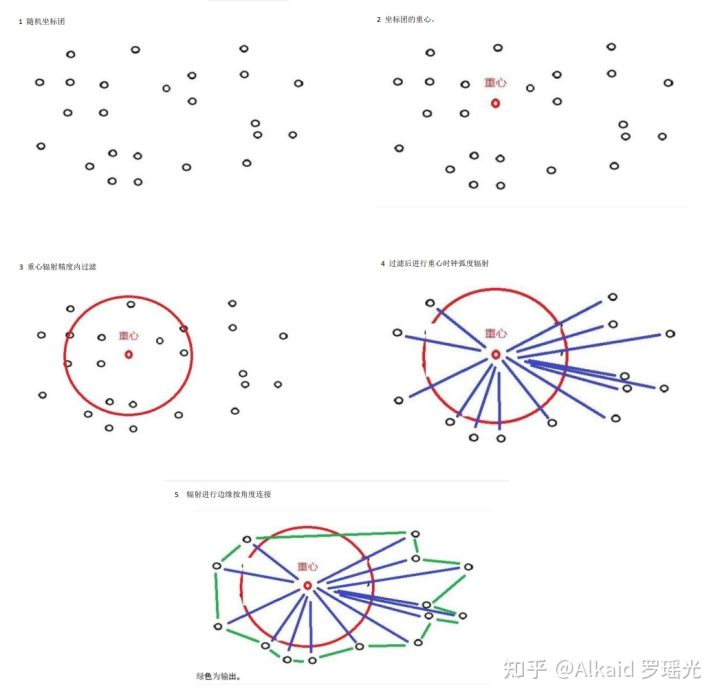 1 随机坐标团
2 坐标团的重心。
重心
3 重心辐射精度内过滤
重心
4 过滤后进行重心时钟弧度辐射
重心
5 辐射进行边缘按角度连接
重心
绿色为输出。
知乎 @Alkaid 罗瑶光